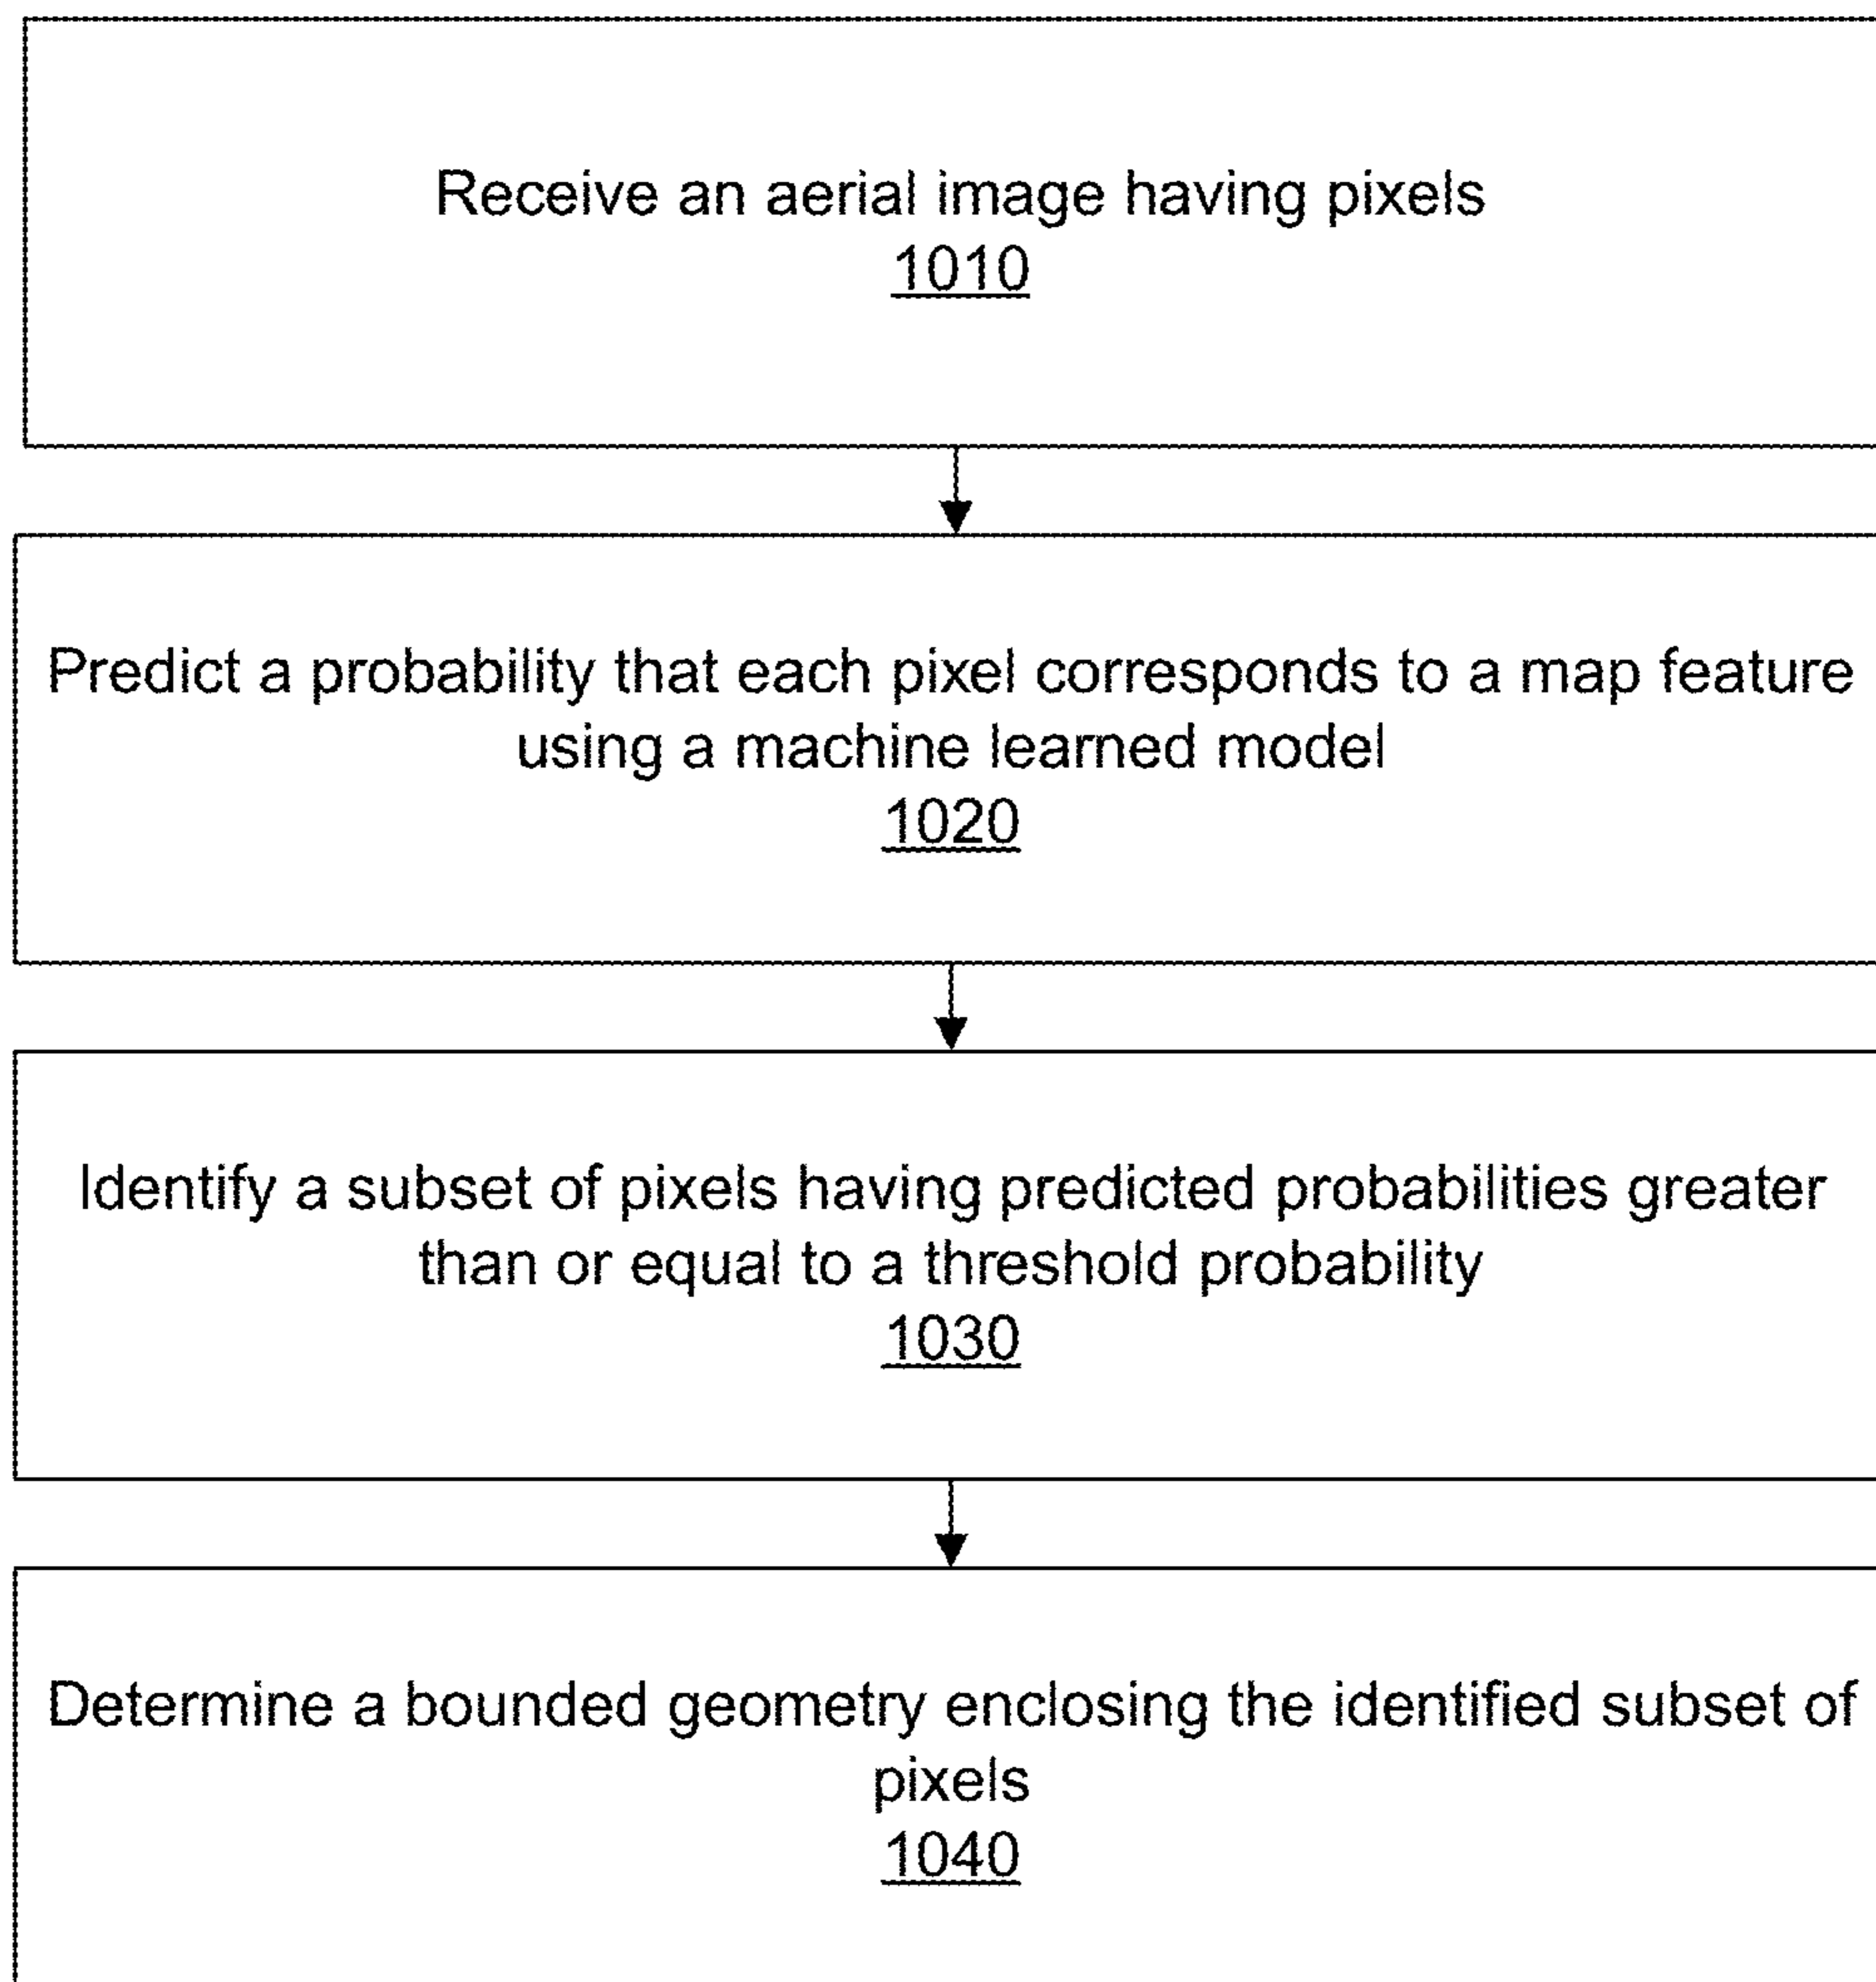 Receive an aerial image having pixels
1010
Predict a probability that each pixel corresponds to a map feature
using a machine learned model
1020
Identify a subset of pixels having predicted probabilities greater
than or equal to a threshold probability
1030
Determine a bounded geometry enclosing the identified subset of
pixels
1040